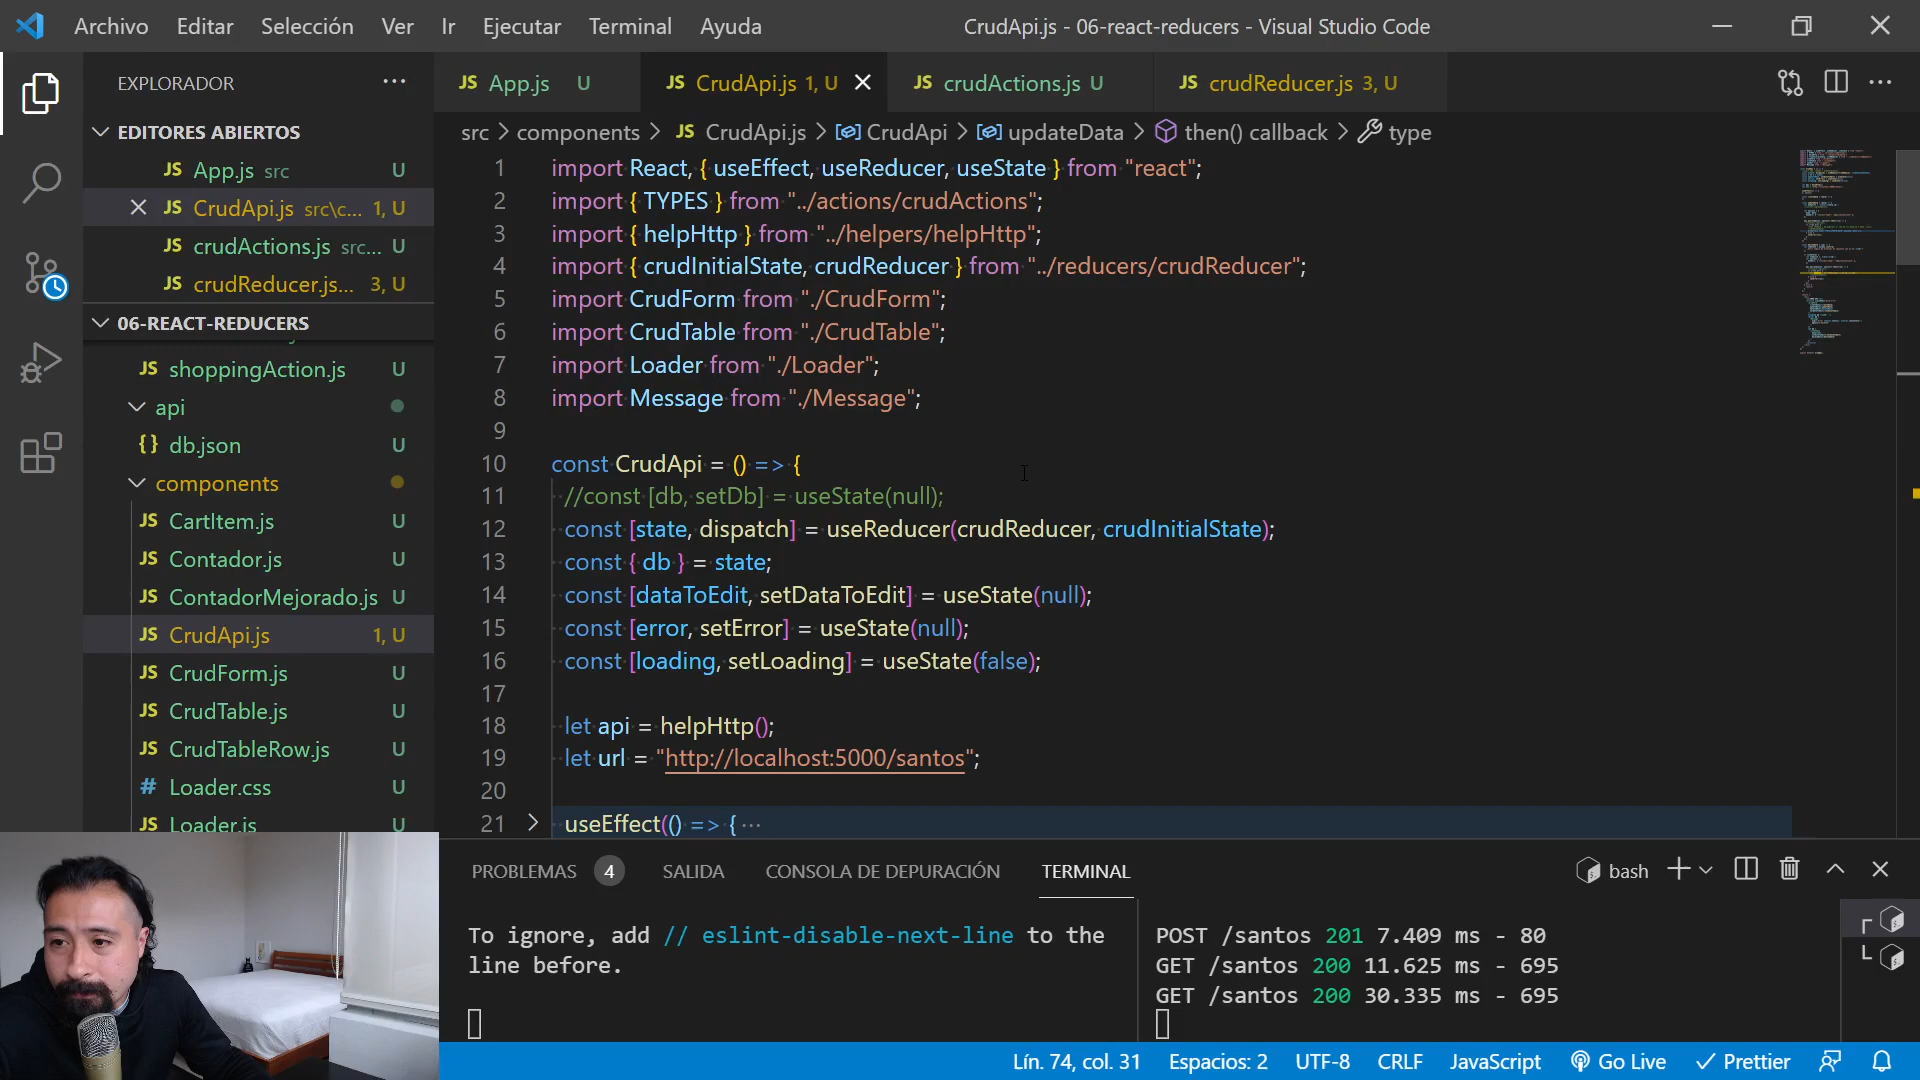 Archivo Editar Selección Ver Ir Ejecutar Terminal Ayuda CrudApi.js - 06-react-reducers - Visual Studio Code
EXPLORADOR ···
EDITORES ABIERTOS
JS App.js src U
JS CrudApi.js src\c... 1, U
JS crudActions.js src... U
JS crudReducer.js... 3, U
06-REACT-REDUCERS
JS shoppingAction.js U
api
{} db.json U
components
JS CartItem.js U
JS Contador.js U
JS ContadorMejorado.js U
JS CrudApi.js 1, U
JS CrudForm.js U
JS CrudTable.js U
JS CrudTableRow.js U
# Loader.css U
JS Loader.js U
JS App.js U JS CrudApi.js 1, U JS crudActions.js U JS crudReducer.js 3, U
src > components > JS CrudApi.js > CrudApi > updateData > then() callback > type
1 import React, { useEffect, useReducer, useState } from "react";
2 import { TYPES } from "../actions/crudActions";
3 import { helpHttp } from "../helpers/helpHttp";
4 import { crudInitialState, crudReducer } from "../reducers/crudReducer";
5 import CrudForm from "./CrudForm";
6 import CrudTable from "./CrudTable";
7 import Loader from "./Loader";
8 import Message from "./Message";
9
10 const CrudApi = () => {
11 //const [db, setDb] = useState(null);
12 const [state, dispatch] = useReducer(crudReducer, crudInitialState);
13 const { db } = state;
14 const [dataToEdit, setDataToEdit] = useState(null);
15 const [error, setError] = useState(null);
16 const [loading, setLoading] = useState(false);
17
18 let api = helpHttp();
19 let url = "http://localhost:5000/santos";
20
21 useEffect(() => { ···
PROBLEMAS 4 SALIDA CONSOLA DE DEPURACIÓN TERMINAL bash
To ignore, add // eslint-disable-next-line to the
line before.
POST /santos 201 7.409 ms - 80
GET /santos 200 11.625 ms - 695
GET /santos 200 30.335 ms - 695
Lín. 74, col. 31 Espacios: 2 UTF-8 CRLF JavaScript Go Live Prettier